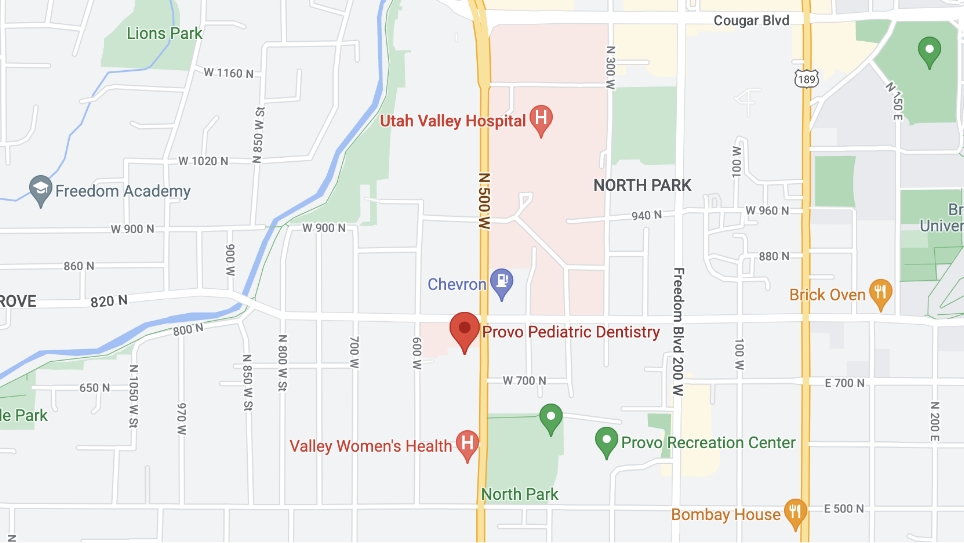 Cougar Blvd
Lions Park
W 1160 N
N 300 W
189
N 150 E
N 850 W St
Utah Valley Hospital
H
W 1020 N
100 W
Freedom Academy
NORTH PARK
N 500 W
940 N
W 960 N
Br
Univer
W 900 N
W 900 N
900 W
880 N
860 N
Chevron
Freedom Blvd 200 W
Brick Oven
ROVE
820 N
800 N
Provo Pediatric Dentistry
N 800 W St
700 W
600 W
100 W
N 850 W St
650 N
N 1050 W St
W 700 N
E 700 N
970 W
N 200 E
le Park
Valley Women's Health
H
Provo Recreation Center
North Park
Bombay House
E 500 N